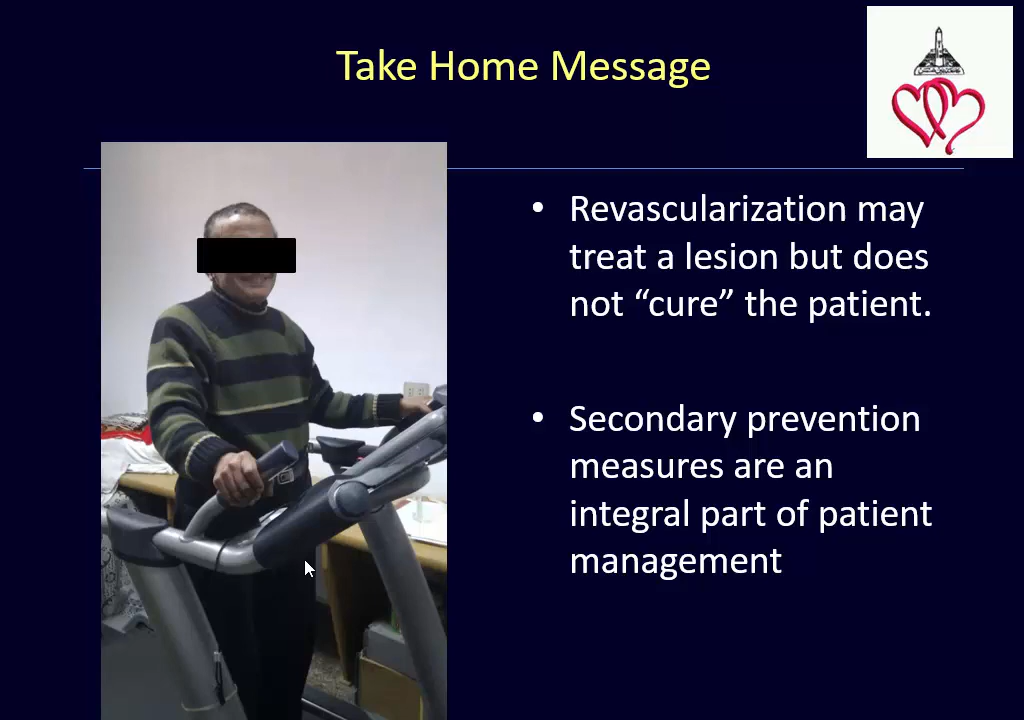 Take Home Message
• Revascularization may
treat a lesion but does
not “cure” the patient.
• Secondary prevention
measures are an
integral part of patient
management